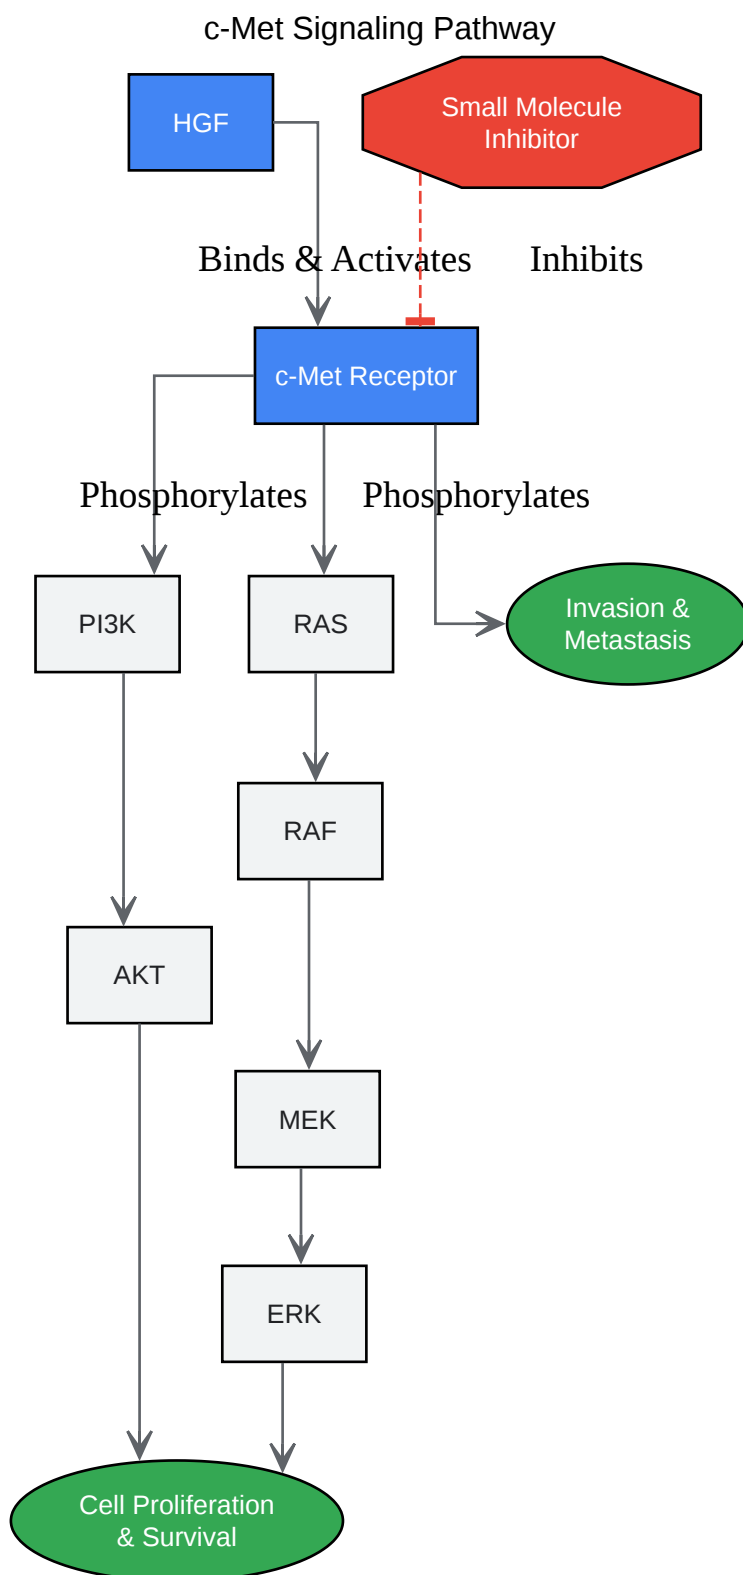 c-Met Signaling Pathway
HGF
Small Molecule
Inhibitor
Binds & Activates
Inhibits
c-Met Receptor
Phosphorylates
Phosphorylates
PI3K
RAS
Invasion &
Metastasis
RAF
AKT
MEK
ERK
Cell Proliferation
& Survival